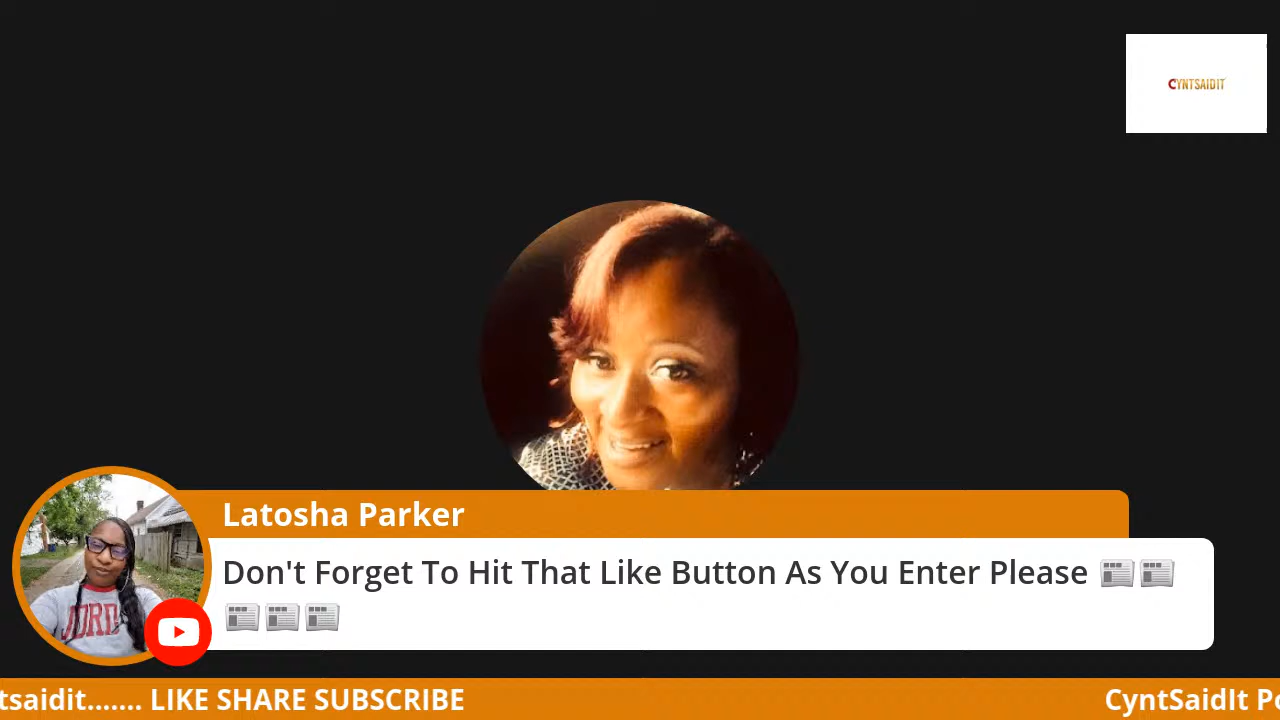 CYNTSAIDIT
Latosha Parker
Don't Forget To Hit That Like Button As You Enter Please 📰📰
📰📰📰
tsaidit....... LIKE SHARE SUBSCRIBE CyntSaidIt Po